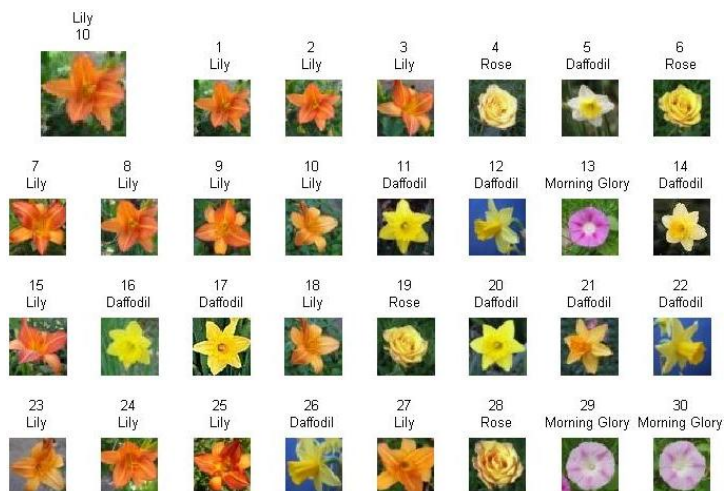 Lily
10
1 2 3 4 5 6
Lily Lily Lily Rose Daffodil Rose
7 8 9 10 11 12 13 14
Lily Lily Lily Lily Daffodil Daffodil Morning Glory Daffodil
15 16 17 18 19 20 21 22
Lily Daffodil Daffodil Lily Rose Daffodil Daffodil Daffodil
23 24 25 26 27 28 29 30
Lily Lily Lily Daffodil Lily Rose Morning Glory Morning Glory